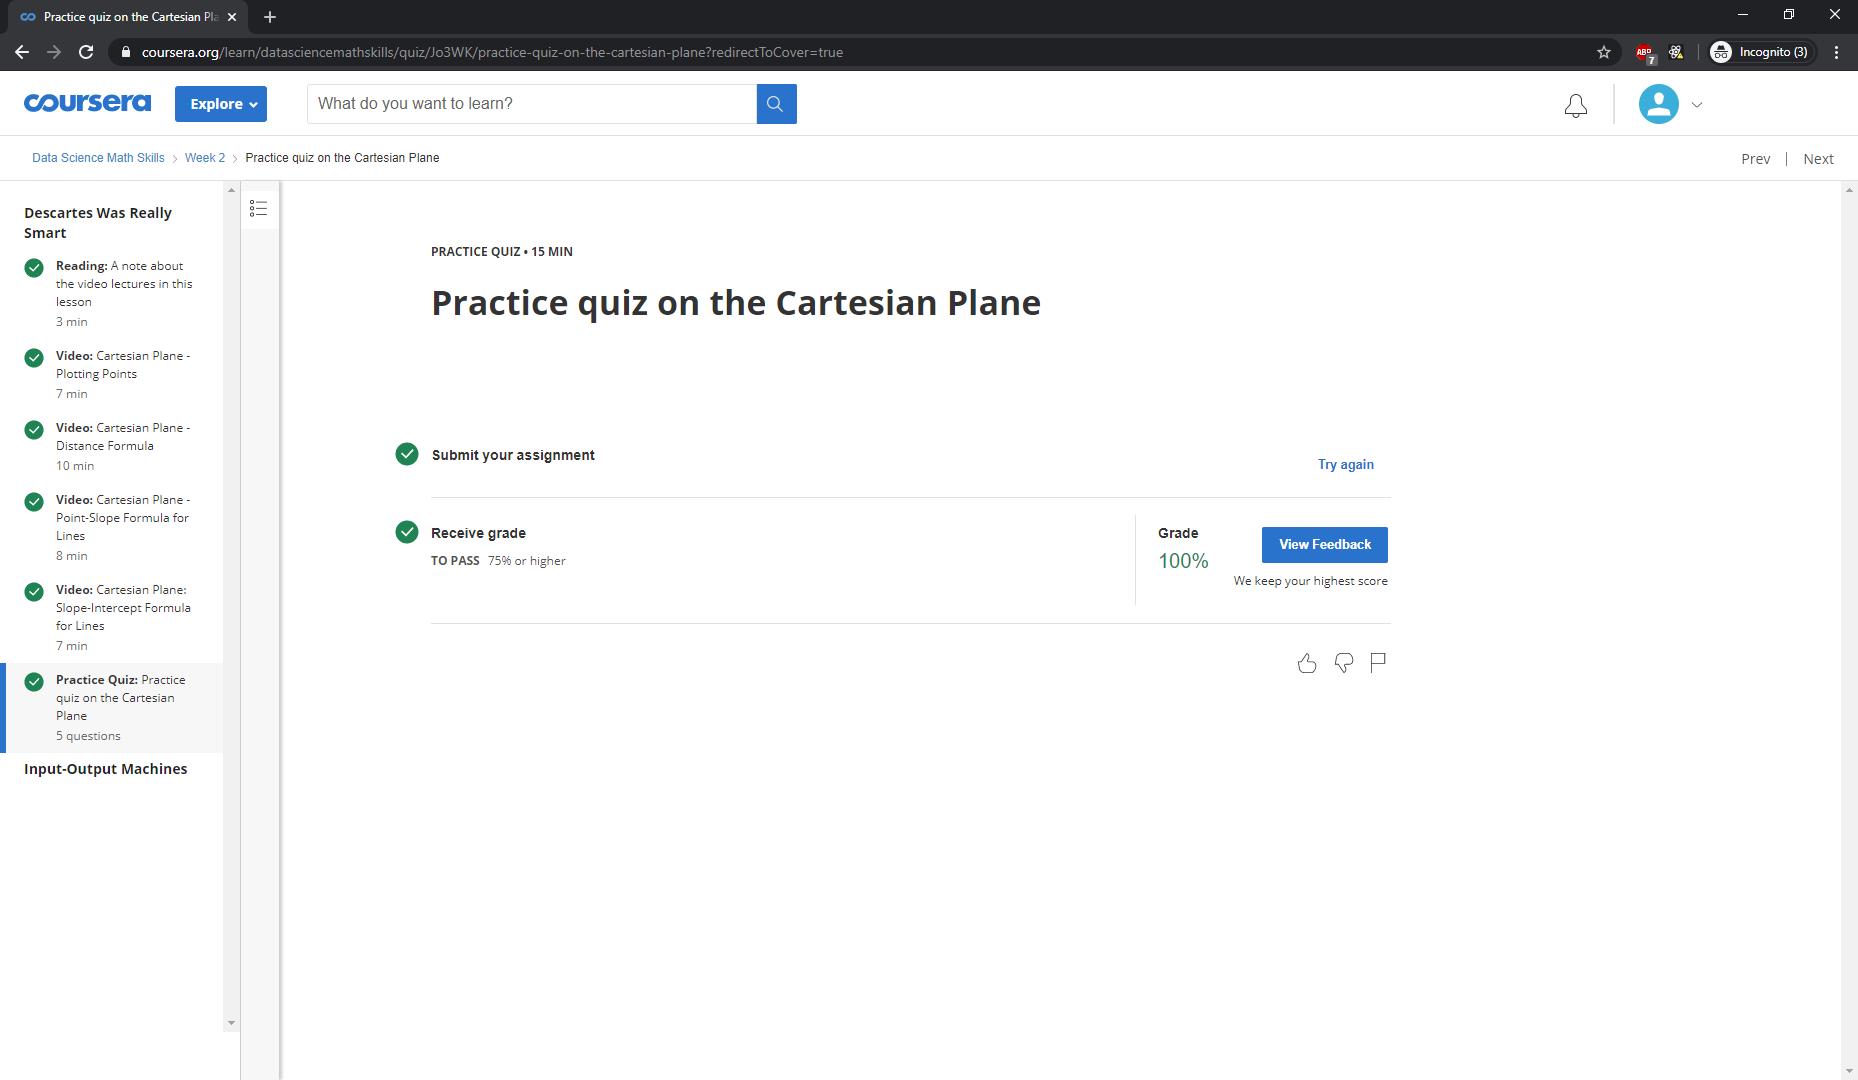 Practice quiz on the Cartesian Pla
coursera.org/learn/datasciencemathskills/quiz/Jo3WK/practice-quiz-on-the-cartesian-plane?redirectToCover=true
ABP
7
Incognito (3)
coursera
Explore
What do you want to learn?
Data Science Math Skills
Week 2
Practice quiz on the Cartesian Plane
Prev | Next
Descartes Was Really
Smart
Reading: A note about
the video lectures in this
lesson
3 min
Video: Cartesian Plane -
Plotting Points
7 min
Video: Cartesian Plane -
Distance Formula
10 min
Video: Cartesian Plane -
Point-Slope Formula for
Lines
8 min
Video: Cartesian Plane:
Slope-Intercept Formula
for Lines
7 min
Practice Quiz: Practice
quiz on the Cartesian
Plane
5 questions
Input-Output Machines
PRACTICE QUIZ • 15 MIN
Practice quiz on the Cartesian Plane
Submit your assignment
Try again
Receive grade
TO PASS 75% or higher
Grade
100%
View Feedback
We keep your highest score